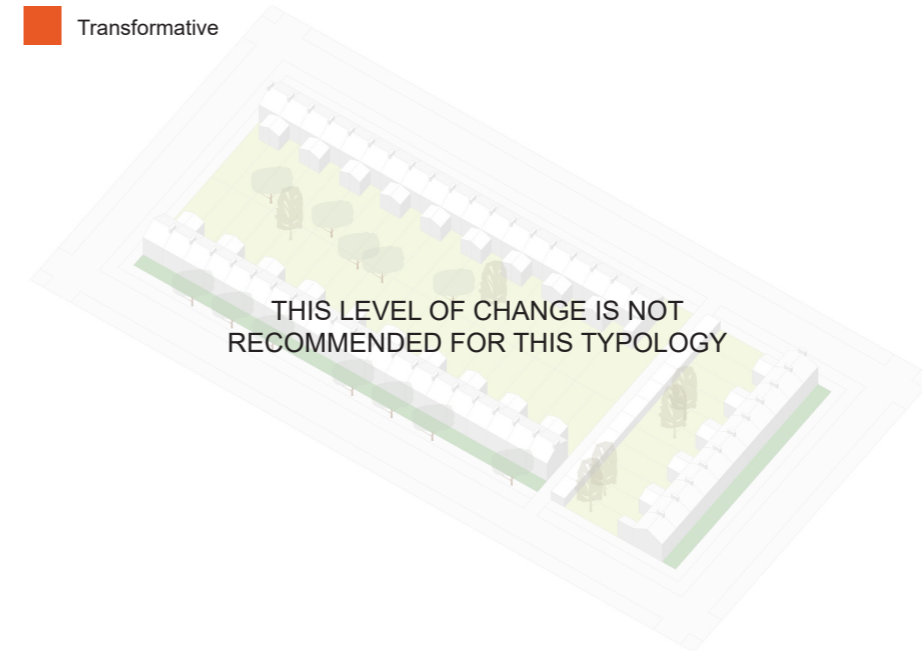 Transformative
THIS LEVEL OF CHANGE IS NOT
RECOMMENDED FOR THIS TYPOLOGY